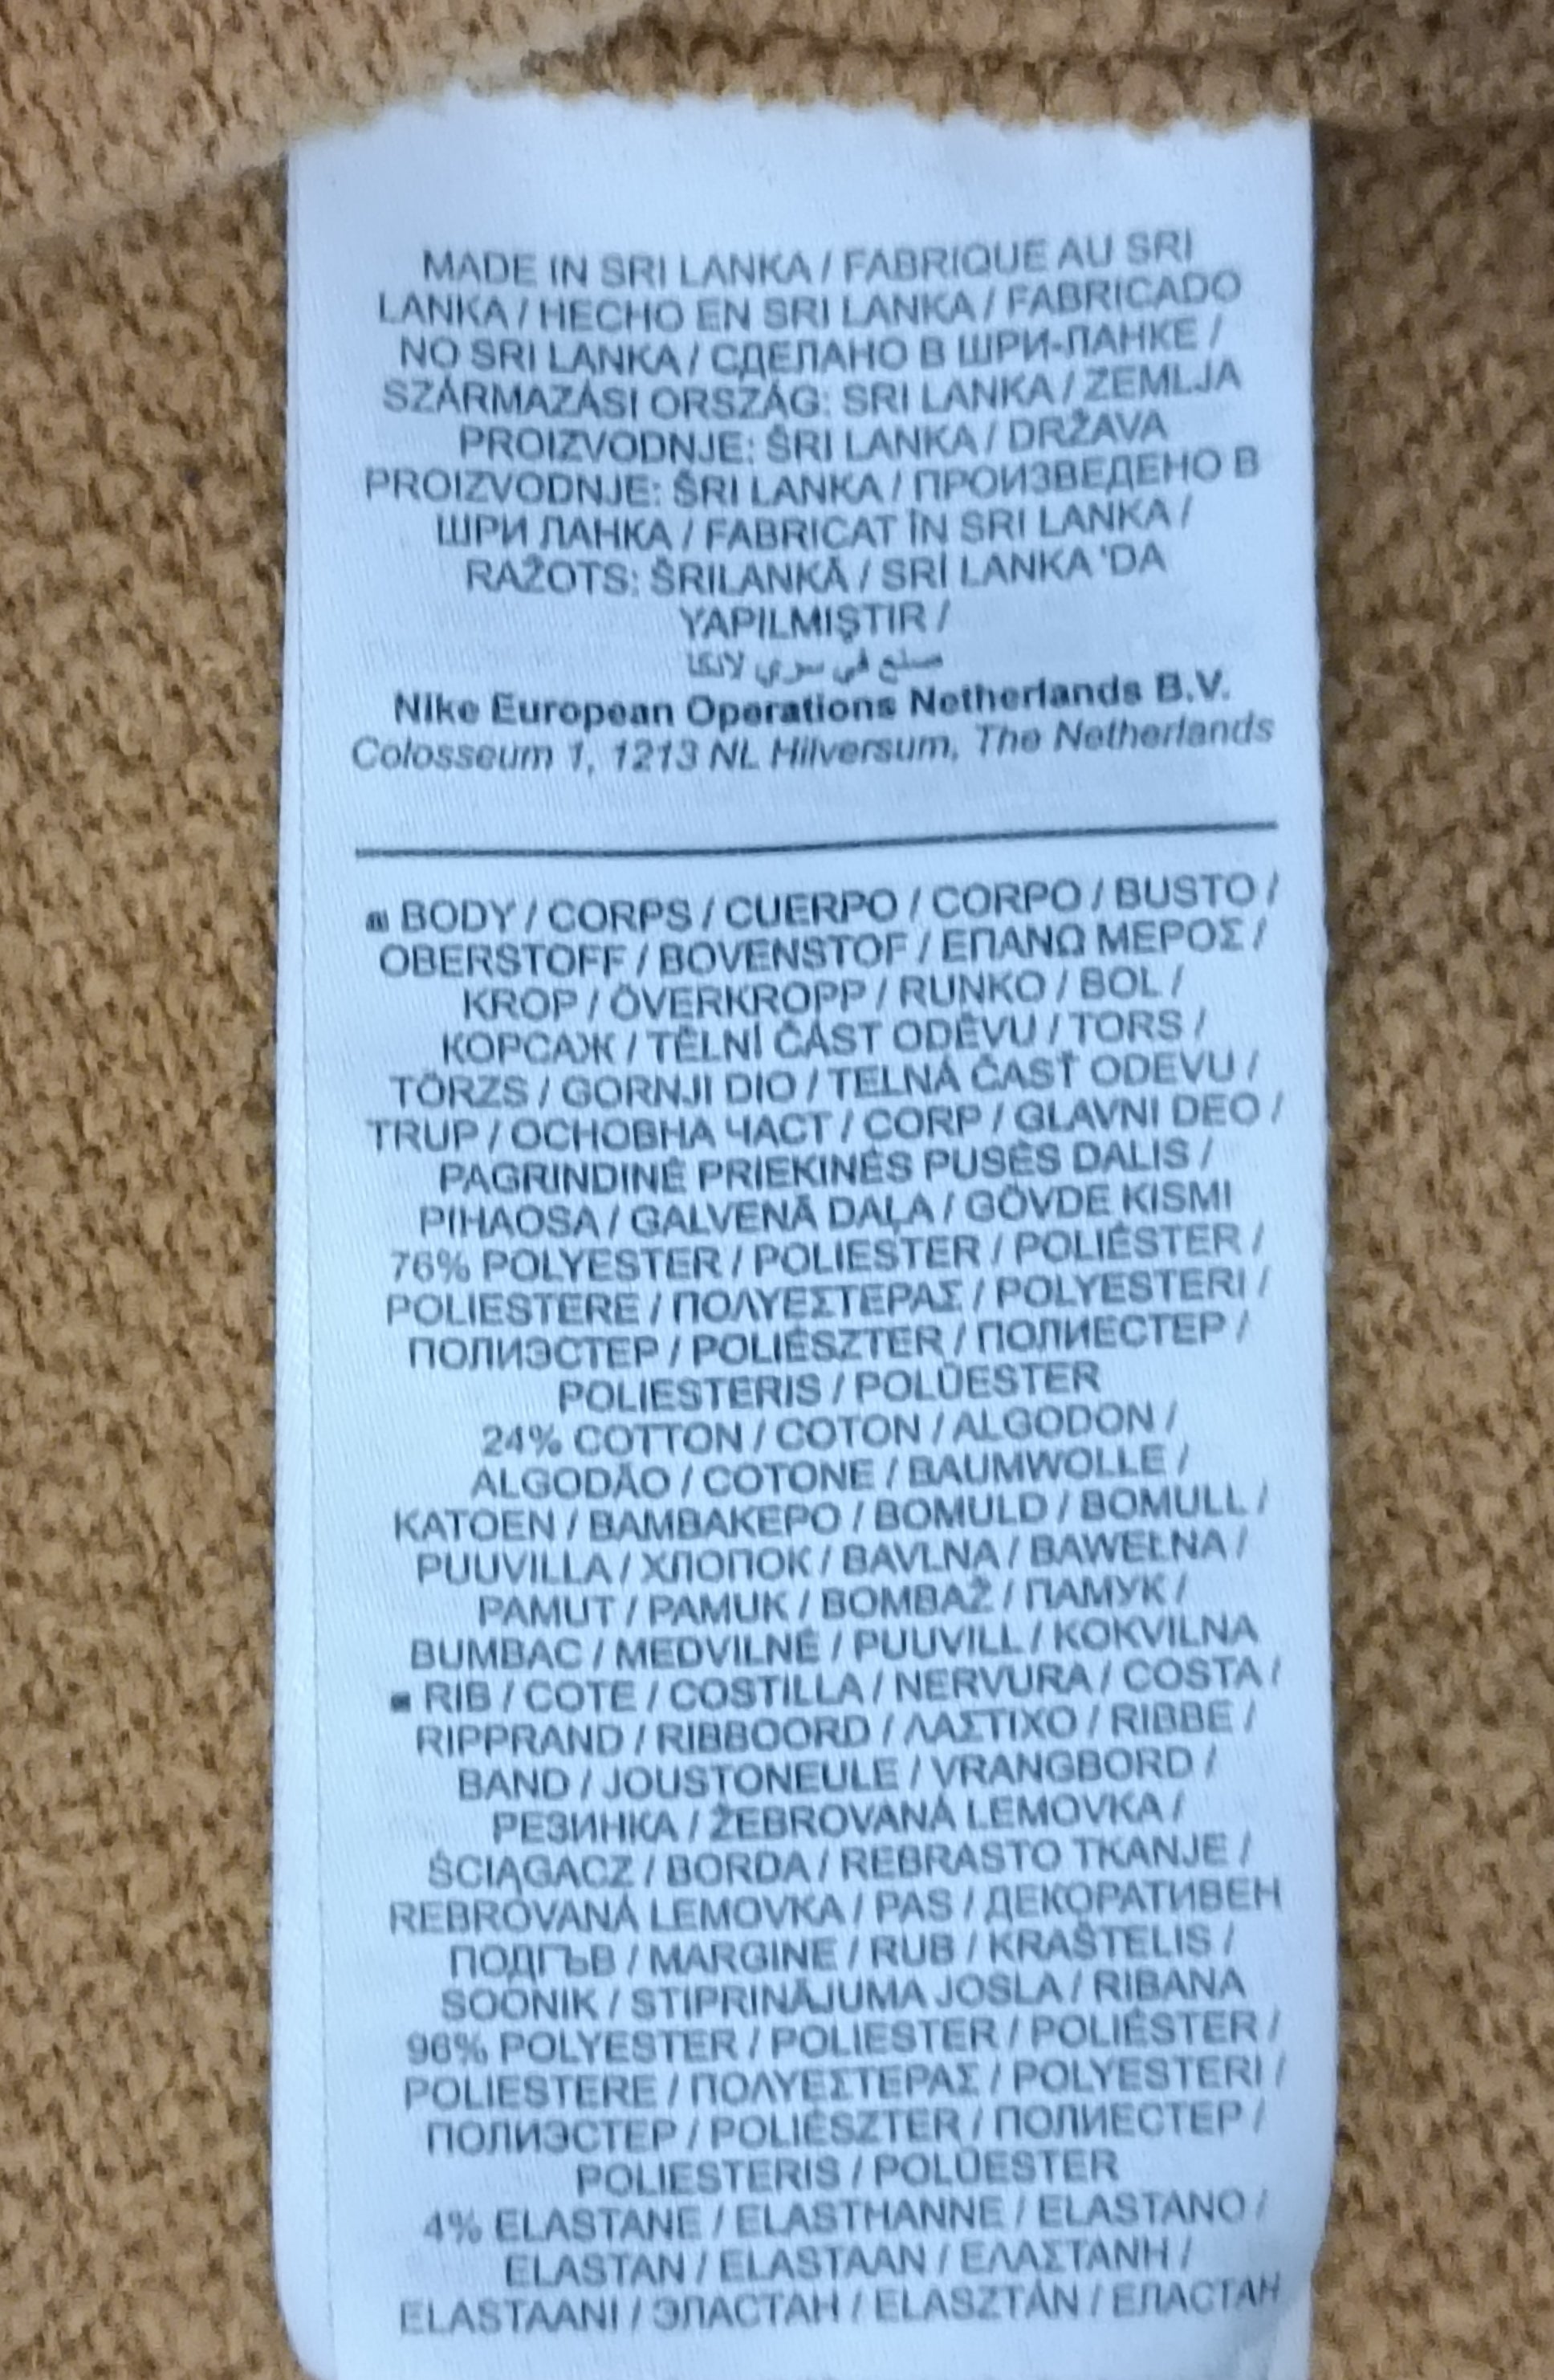 MADE IN SRI LANKA / FABRIQUE AU SRI
LANKA / HECHO EN SRI LANKA / FABRICADO
NO SRI LANKA / СДЕЛАНО В ШРИ-ЛАНКЕ /
SZÁRMAZÁSI ORSZÁG: SRI LANKA / ZEMLJA
PROIZVODNJE: ŠRI LANKA / DRŽAVA
PROIZVODNJE: ŠRI LANKA / ПРОИЗВЕДЕНО В
ШРИ ЛАНКА / FABRICAT ÎN SRI LANKA /
RAŽOTS: ŠRILANKĀ / SRİ LANKA 'DA
YAPILMIŞTIR /
صنع في سري لانكا
Nike European Operations Netherlands B.V.
Colosseum 1, 1213 NL Hilversum, The Netherlands
BODY / CORPS / CUERPO / CORPO / BUSTO /
OBERSTOFF / BOVENSTOF / ΕΠΑΝΩ ΜΕΡΟΣ /
KROP / ÖVERKROPP / RUNKO / BOL /
КОРСАЖ / TĚLNÍ ČÁST ODĚVU / TORS /
TÖRZS / GORNJI DIO / TELNÁ ČASŤ ODEVU /
TRUP / ОСНОВНА ЧАСТ / CORP / GLAVNI DEO /
PAGRINDINĖ PRIEKINĖS PUSĖS DALIS /
PIHAOSA / GALVENĀ DAĻA / GÖVDE KISMI
76% POLYESTER / POLIESTER / POLIÉSTER /
POLIESTERE / ΠΟΛΥΕΣΤΕΡΑΣ / POLYESTERI /
ПОЛИЭСТЕР / POLIÉSZTER / ПОЛИЕСТЕР /
POLIESTERIS / POLÜESTER
24% COTTON / COTON / ALGODON /
ALGODÃO / COTONE / BAUMWOLLE /
KATOEN / ΒΑΜΒΑΚΕΡΟ / BOMULD / BOMULL /
PUUVILLA / ХЛОПОК / BAVLNA / BAWEŁNA /
PAMUT / PAMUK / BOMBAŽ / ПАМУК /
BUMBAC / MEDVILNĖ / PUUVILL / KOKVILNA
RIB / COTE / COSTILLA / NERVURA / COSTA /
RIPPRAND / RIBBOORD / ΛΑΣΤΙΧΟ / RIBBE /
BAND / JOUSTONEULE / VRANGBORD /
РЕЗИНКА / ŽEBROVANÁ LEMOVKA /
ŚCIĄGACZ / BORDA / REBRASTO TKANJE /
REBROVANÁ LEMOVKA / PAS / ДЕКОРАТИВЕН
ПОДГЪВ / MARGINE / RUB / KRAŠTELIS /
SOONIK / STIPRINĀJUMA JOSLA / RIBANA
96% POLYESTER / POLIESTER / POLIÉSTER /
POLIESTERE / ΠΟΛΥΕΣΤΕΡΑΣ / POLYESTERI /
ПОЛИЭСТЕР / POLIÉSZTER / ПОЛИЕСТЕР /
POLIESTERIS / POLÜESTER
4% ELASTANE / ELASTHANNE / ELASTANO /
ELASTAN / ELASTAAN / ΕΛΑΣΤΑΝΗ /
ELASTAANI / ЭЛАСТАН / ELASZTÁN / ЕЛАСТАН